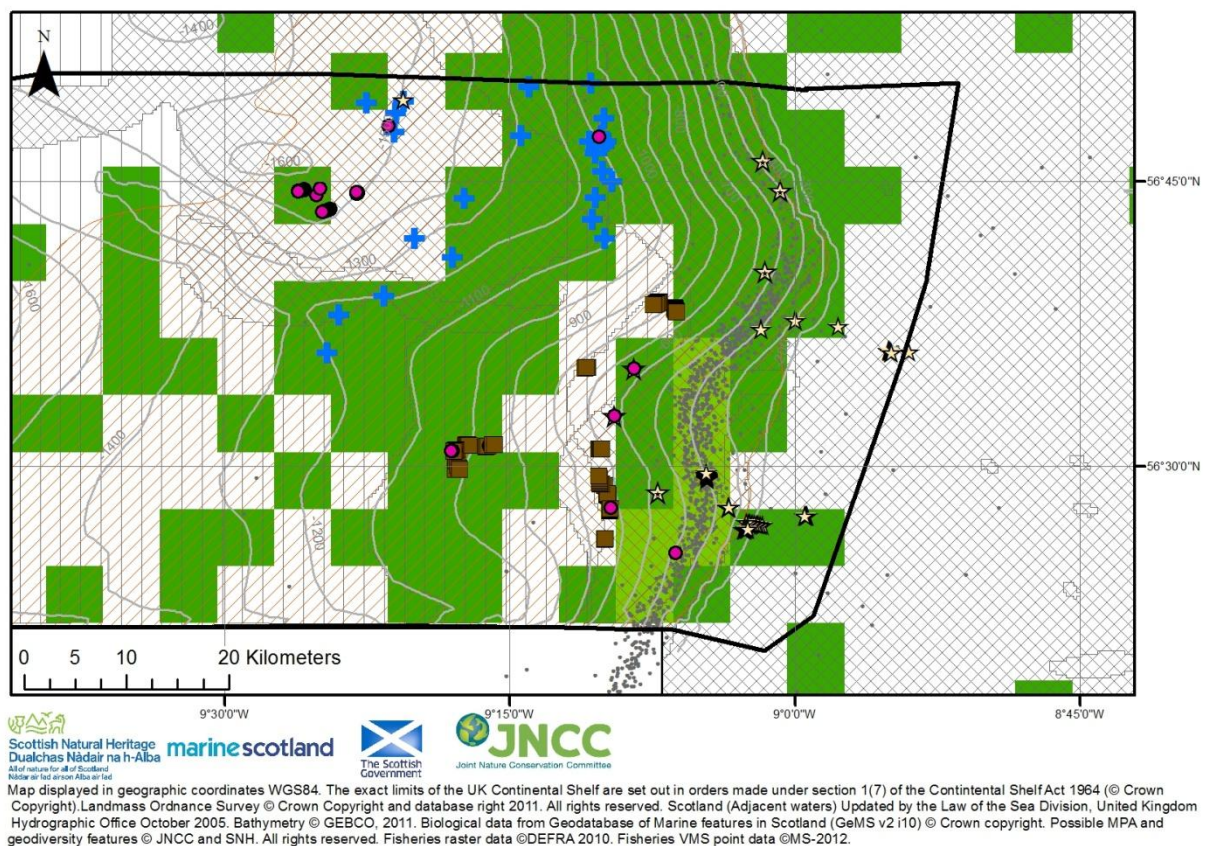 -1400
N
-1600
56°45'0"N
-1300
-1600
-1100
-900
-1400
56°30'0"N
-1200
0 5 10 20 Kilometers
9°30'0"W 9°15'0"W 9°0'0"W 8°45'0"W
Scottish Natural Heritage
Dualchas Nàdair na h-Alba
All of nature for all of Scotland
Nàdar air fad airson Alba air fad
marinescotland
The Scottish
Government
JNCC
Joint Nature Conservation Committee
Map displayed in geographic coordinates WGS84. The exact limits of the UK Continental Shelf are set out in orders made under section 1(7) of the Contintental Shelf Act 1964 (© Crown
Copyright).Landmass Ordnance Survey © Crown Copyright and database right 2011. All rights reserved. Scotland (Adjacent waters) Updated by the Law of the Sea Division, United Kingdom
Hydrographic Office October 2005. Bathymetry © GEBCO, 2011. Biological data from Geodatabase of Marine features in Scotland (GeMS v2 i10) © Crown copyright. Possible MPA and
geodiversity features © JNCC and SNH. All rights reserved. Fisheries raster data ©DEFRA 2010. Fisheries VMS point data ©MS-2012.